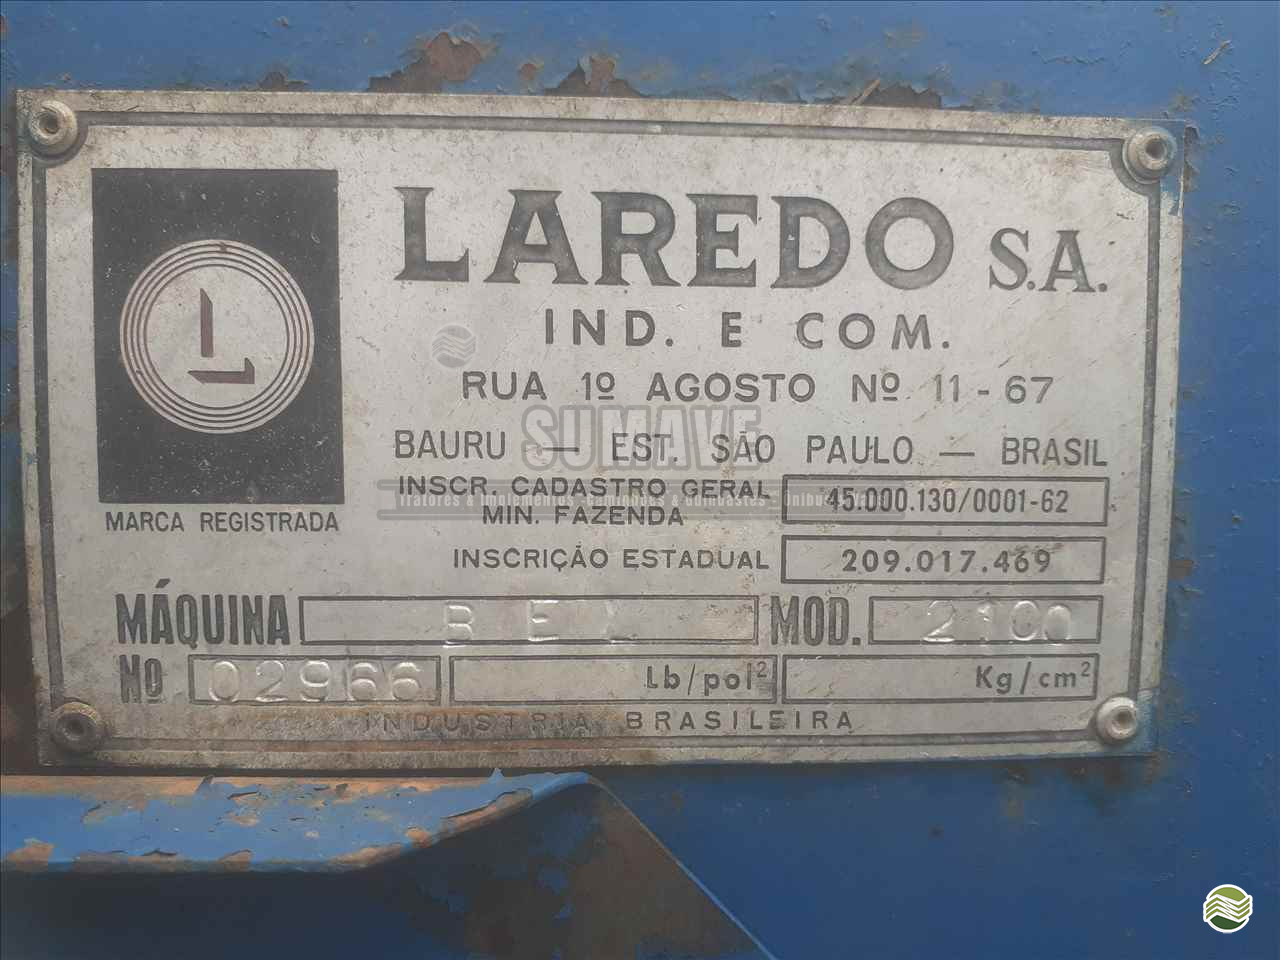 LAREDO S.A.
IND. E COM.
RUA 1º AGOSTO Nº 11-67
BAURU — EST. SÃO PAULO — BRASIL
INSCR. CADASTRO GERAL MIN. FAZENDA 45.000.130/0001-62
INSCRIÇÃO ESTADUAL 209.017.469
L
MARCA REGISTRADA
MÁQUINA MOD. 2100
Nº 02966 Lb/pol² Kg/cm²
INDUSTRIA BRASILEIRA
SUMAVE
Tratores & Implementos